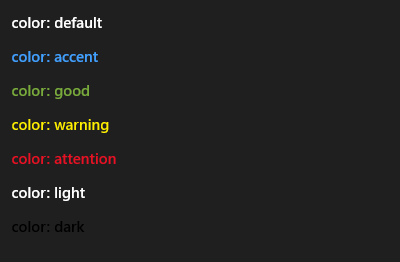 color: default
color: accent
color: good
color: warning
color: attention
color: light
color: dark